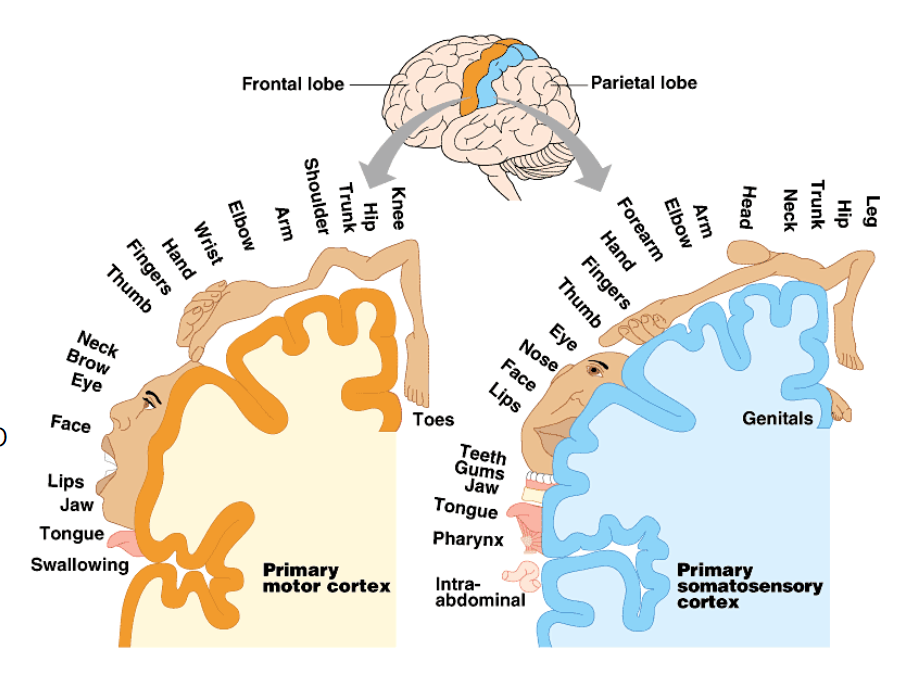 Frontal lobe
Parietal lobe
Shoulder
Trunk
Hip
Knee
Arm
Elbow
Wrist
Hand
Fingers
Thumb
Neck
Brow
Eye
Face
Lips
Jaw
Tongue
Swallowing
Toes
Primary
motor cortex
Leg
Hip
Trunk
Neck
Head
Arm
Elbow
Forearm
Hand
Fingers
Thumb
Eye
Nose
Face
Lips
Teeth
Gums
Jaw
Tongue
Pharynx
Intra-
abdominal
Genitals
Primary
somatosensory
cortex